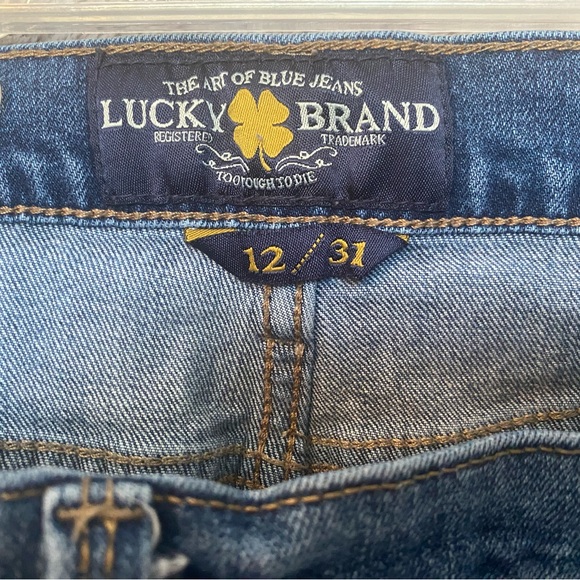 THE ART OF BLUE JEANS
LUCKY BRAND
REGISTERED TRADEMARK
TOO TOUGH TO DIE
12 / 31